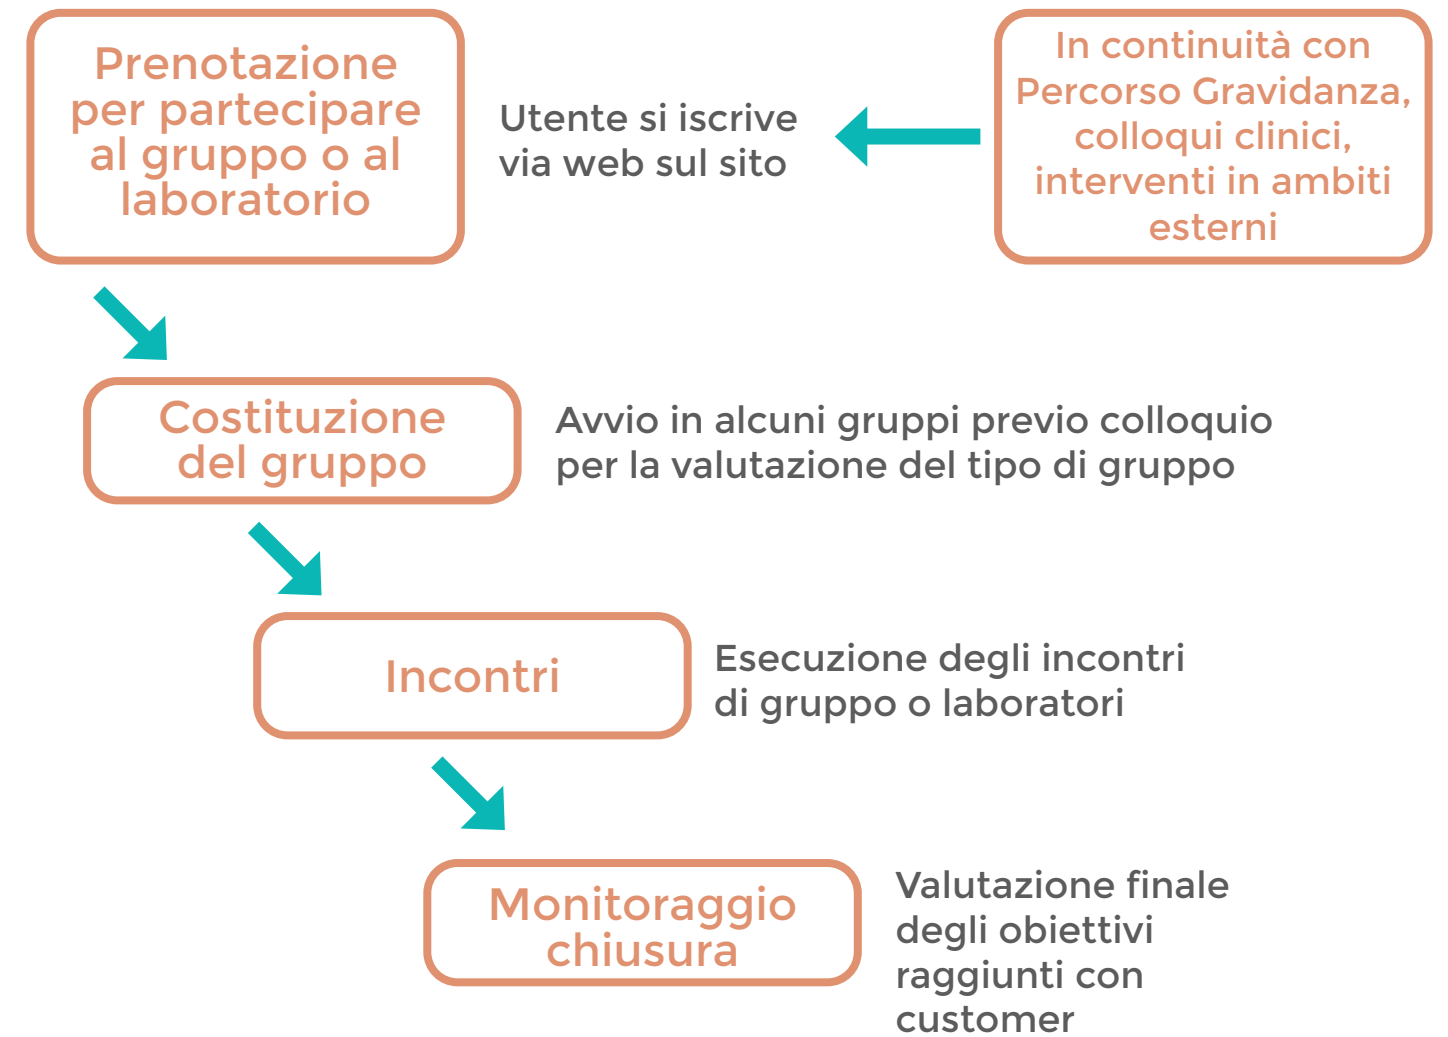 Prenotazione
per partecipare
al gruppo o al
laboratorio
Utente si iscrive
via web sul sito
In continuità con
Percorso Gravidanza,
colloqui clinici,
interventi in ambiti
esterni
Costituzione
del gruppo
Avvio in alcuni gruppi previo colloquio
per la valutazione del tipo di gruppo
Incontri
Esecuzione degli incontri
di gruppo o laboratori
Monitoraggio
chiusura
Valutazione finale
degli obiettivi
raggiunti con
customer